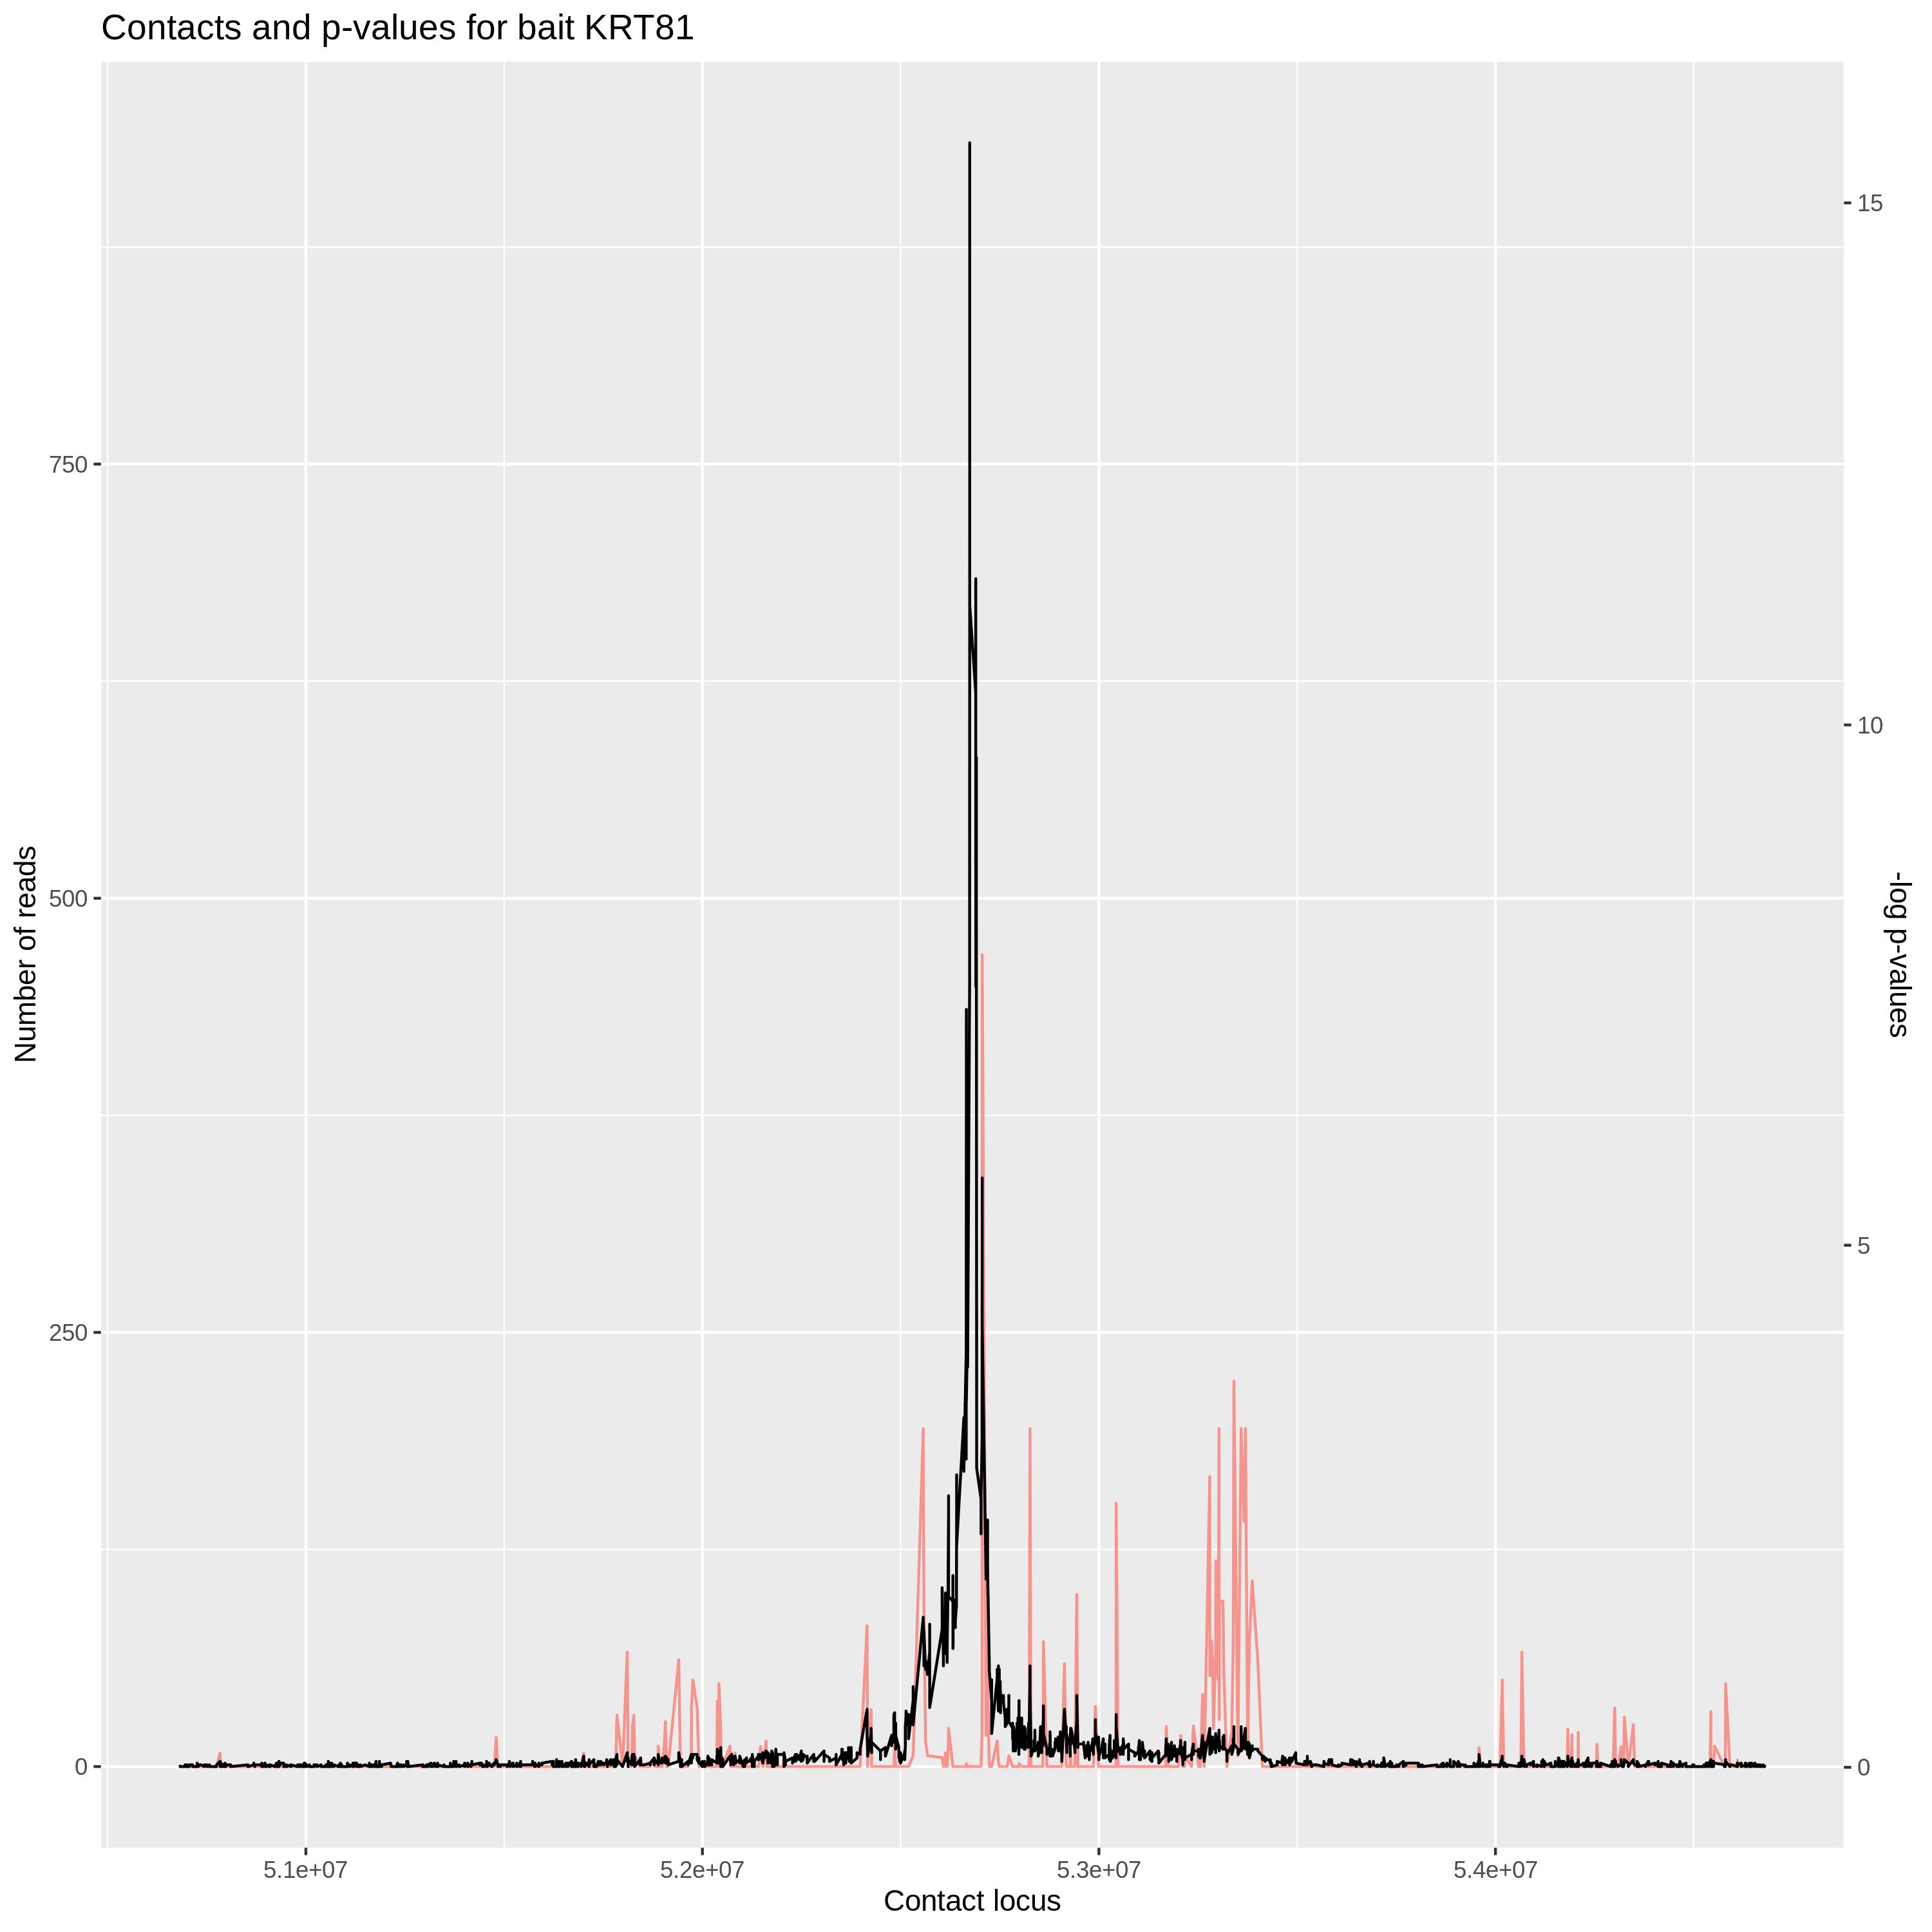 Contacts and p-values for bait KRT81
Number of reads
750
500
250
0
15
10
5
0
-log p-values
5.1e+07
5.2e+07
5.3e+07
5.4e+07
Contact locus